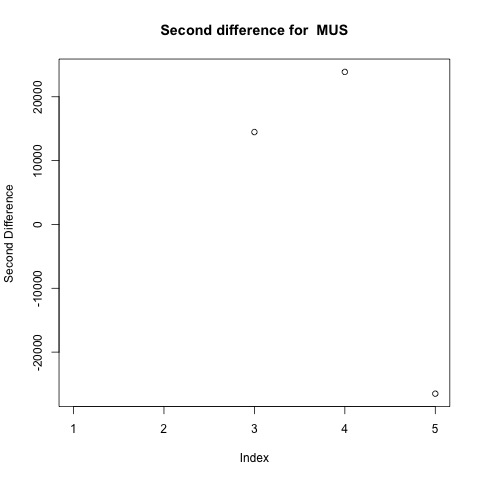 Second difference for  MUS
Second Difference
20000
10000
0
-10000
-20000
1 2 3 4 5
Index